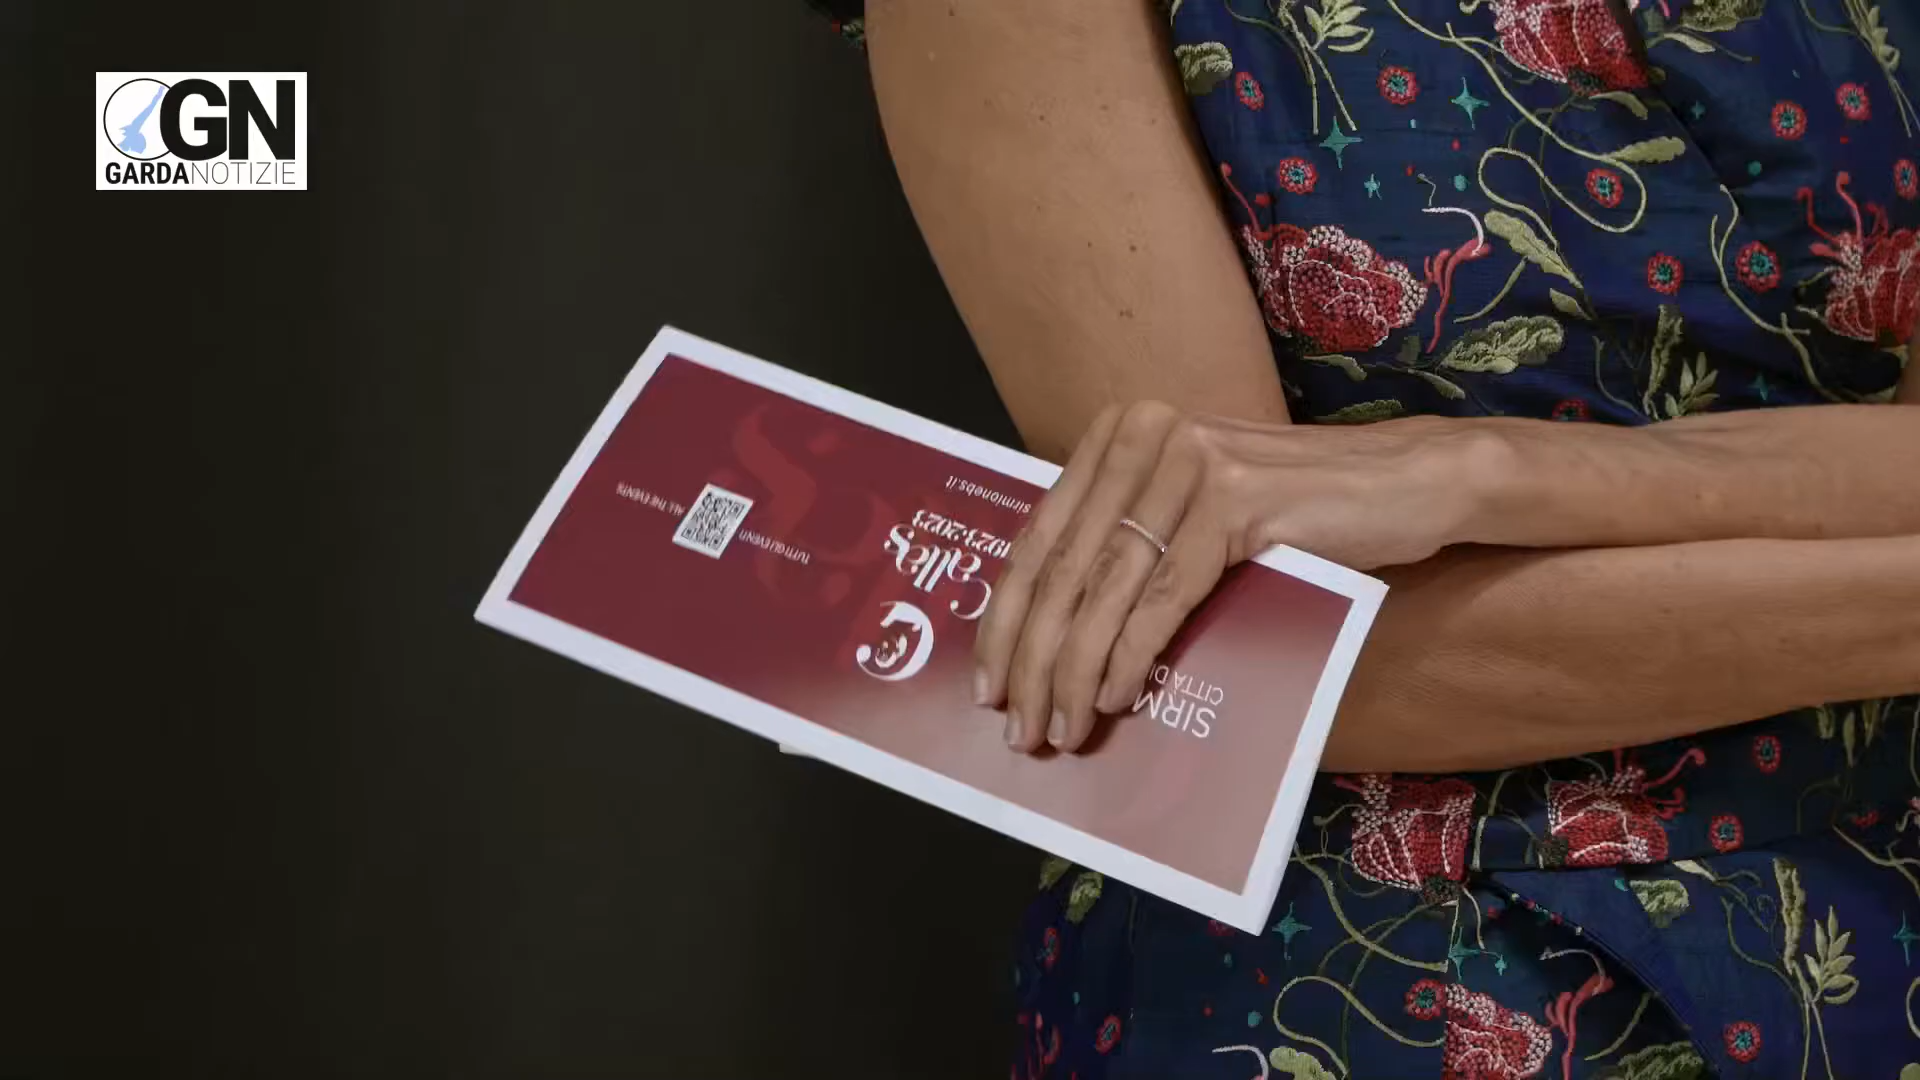 GN
GARDANOTIZIE
SIRM
CITTÀ DI
C
Callas
1923:2023
sirmionebs.it
TUTTI GLI EVENTI
ALL THE EVENTS